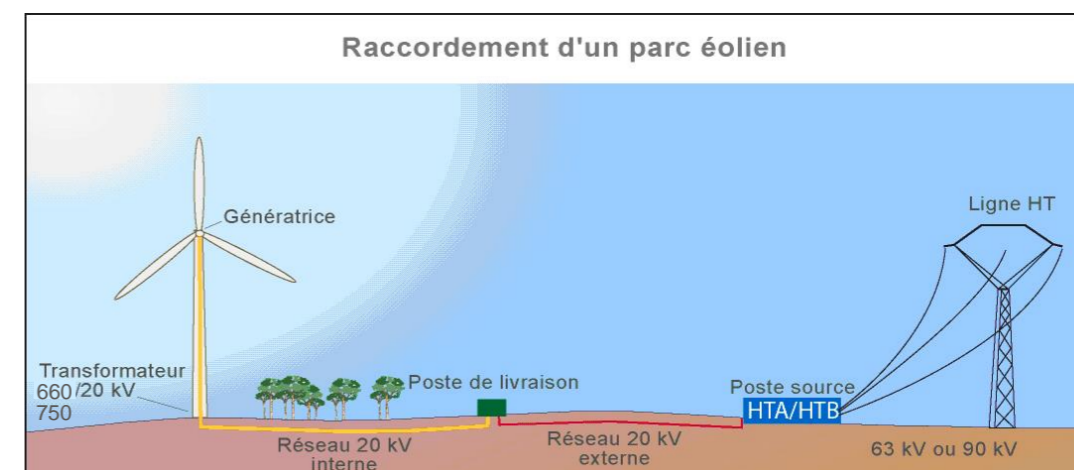 Raccordement d'un parc éolien
Génératrice
Ligne HT
Transformateur
660/20 kV
750
Poste de livraison
Poste source
HTA/HTB
Réseau 20 kV
interne
Réseau 20 kV
externe
63 kV ou 90 kV